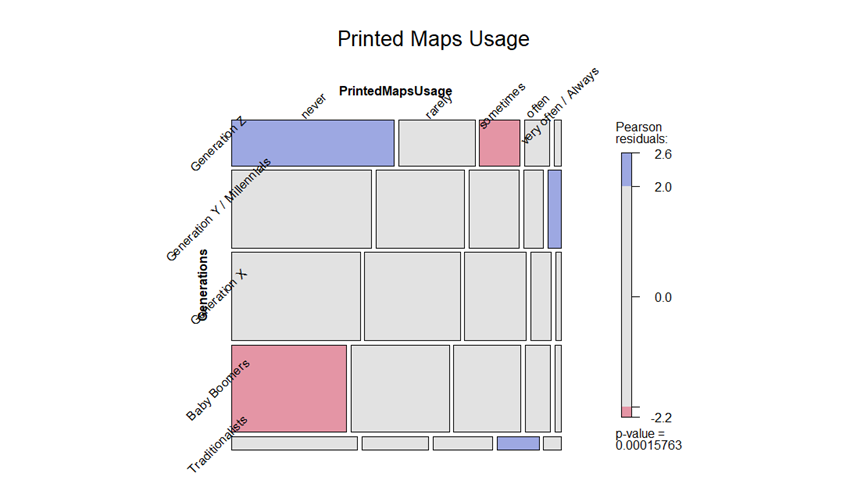 Printed Maps Usage
PrintedMapsUsage
never
rarely
sometimes
often
very often / Always
Generations
Generation Z
Generation Y / Millennials
Generation X
Baby Boomers
Traditionalists
Pearson
residuals:
2.6
2.0
0.0
-2.2
p-value =
0.00015763